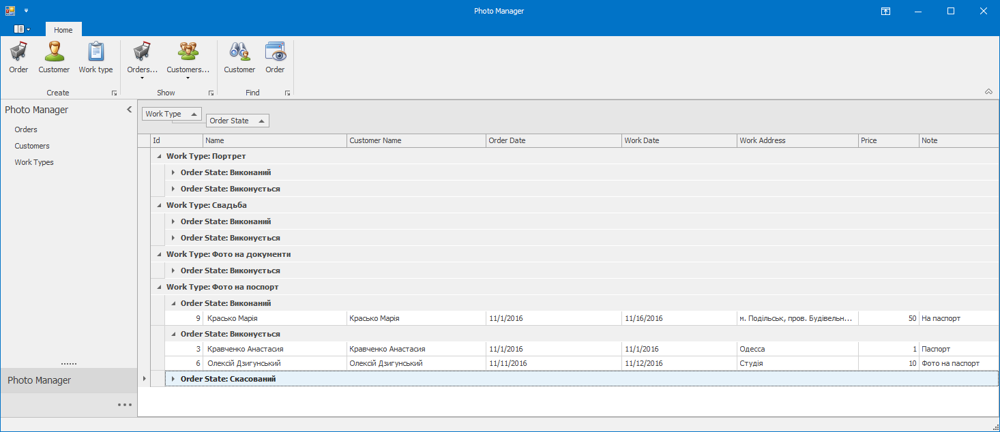 Photo Manager
Home
Order Customer Work type Orders... Customers... Customer Order
Create Show Find
Photo Manager
Orders
Customers
Work Types
Photo Manager
Work Type
Order State
Id Name Customer Name Order Date Work Date Work Address Price Note
Work Type: Портрет
Order State: Виконаний
Order State: Виконується
Work Type: Свадьба
Order State: Виконаний
Order State: Виконується
Work Type: Фото на документи
Order State: Виконується
Work Type: Фото на поспорт
Order State: Виконаний
9 Красько Марія Красько Марія 11/1/2016 11/16/2016 м. Подільськ, пров. Будівельн... 50 На паспорт
Order State: Виконується
3 Кравченко Анастасия Кравченко Анастасия 11/1/2016 11/1/2016 Одесса 1 Паспорт
6 Олексій Дзигунський Олексій Дзигунський 11/11/2016 11/12/2016 Студія 10 Фото на паспорт
Order State: Скасований